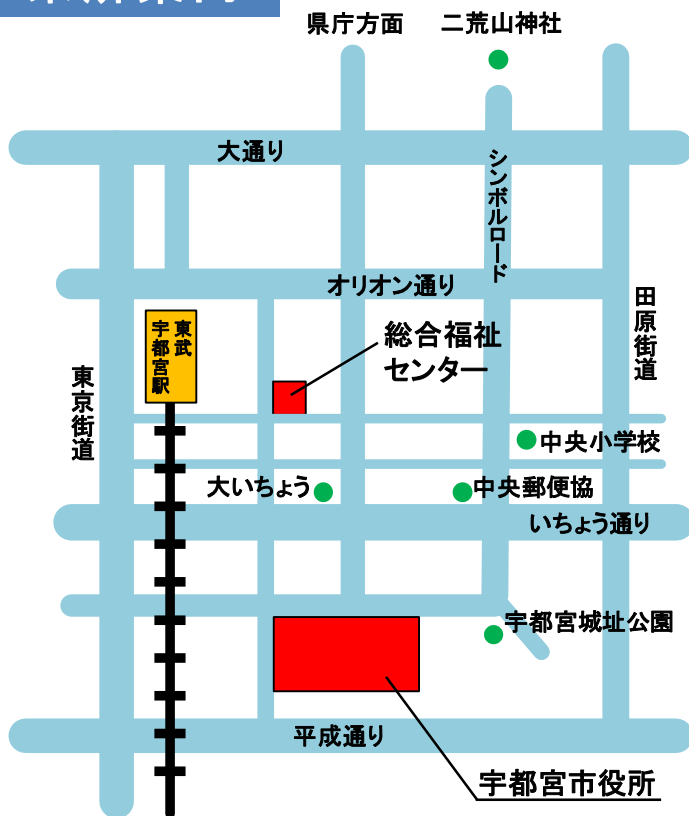 県庁方面
二荒山神社
大通り
シンボルロード
オリオン通り
田原街道
東武
宇都宮駅
総合福祉
センター
東京街道
中央小学校
大いちょう
中央郵便協
いちょう通り
宇都宮城址公園
平成通り
宇都宮市役所